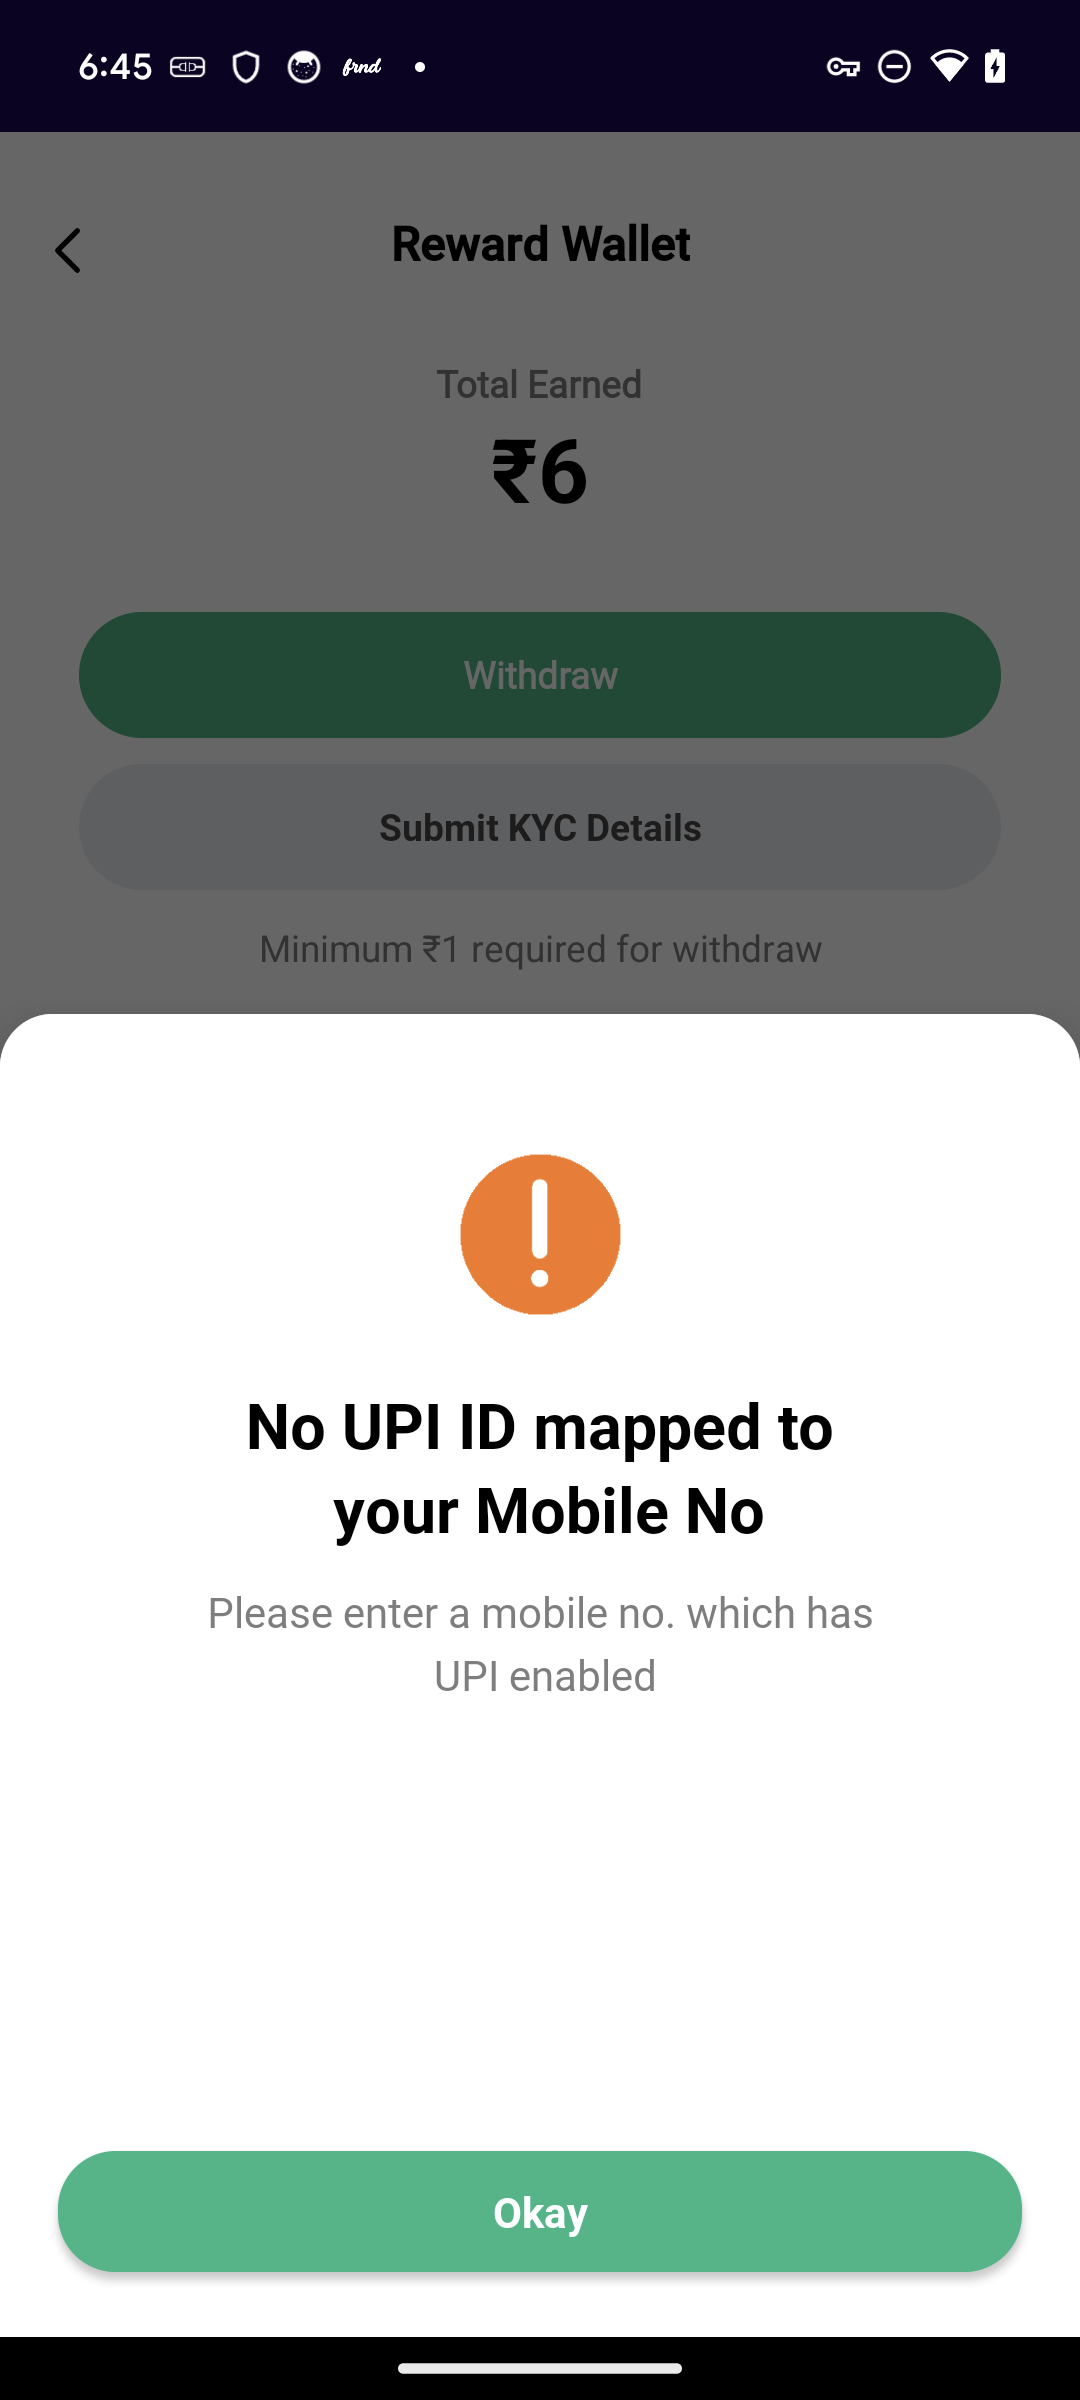 6:45 frnd
Reward Wallet
Total Earned
₹6
Withdraw
Submit KYC Details
Minimum ₹1 required for withdraw
No UPI ID mapped to
your Mobile No
Please enter a mobile no. which has
UPI enabled
Okay